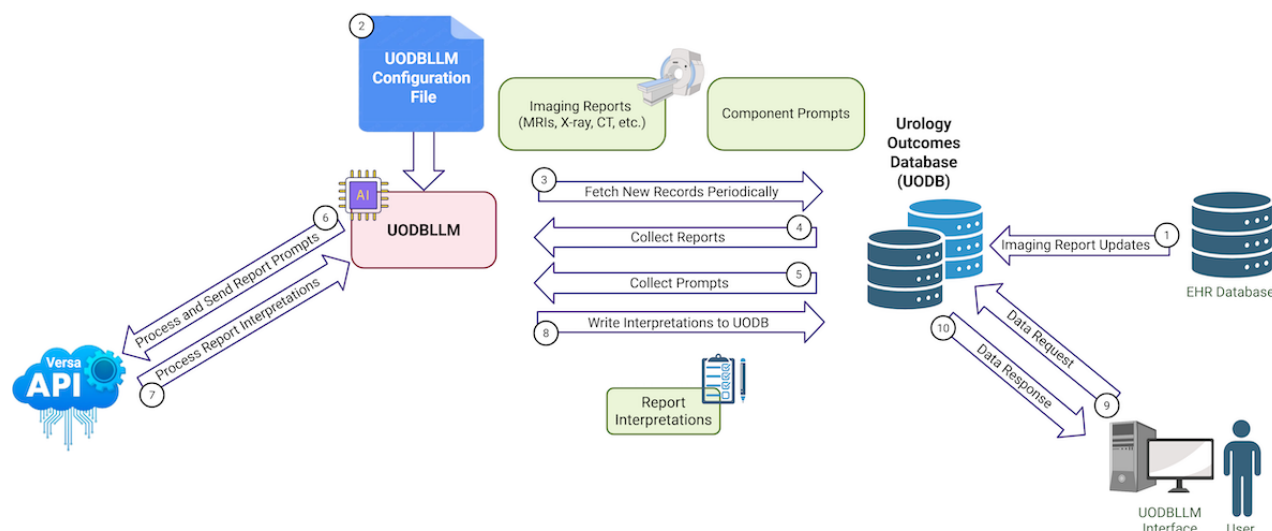 2
UODBLLM
Configuration
File
Imaging Reports
(MRIs, X-ray, CT, etc.)
Component Prompts
Urology
Outcomes
Database
(UODB)
3
Fetch New Records Periodically
AI
UODBLLM
6
Process and Send Report Prompts
4
Collect Reports
1
Imaging Report Updates
5
Collect Prompts
EHR Database
8
Write Interpretations to UODB
7
Process Report Interpretations
Versa
API
10
Data Response
Data Request
9
Report
Interpretations
UODBLLM
Interface
User